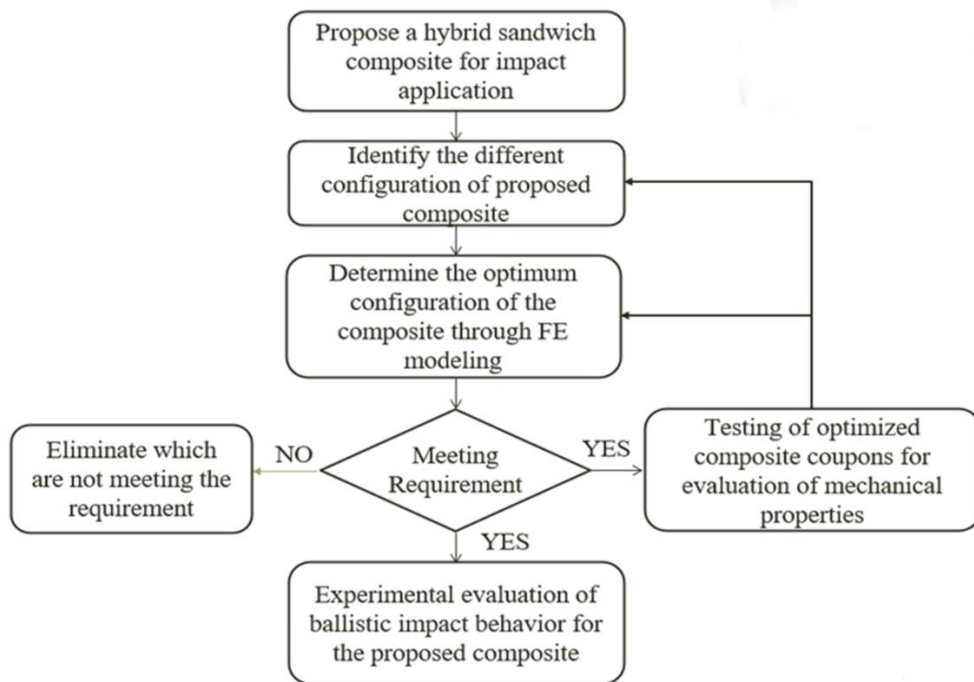 Propose a hybrid sandwich
composite for impact
application
Identify the different
configuration of proposed
composite
Determine the optimum
configuration of the
composite through FE
modeling
Meeting
Requirement
NO
Eliminate which
are not meeting the
requirement
YES
Testing of optimized
composite coupons for
evaluation of mechanical
properties
YES
Experimental evaluation of
ballistic impact behavior for
the proposed composite